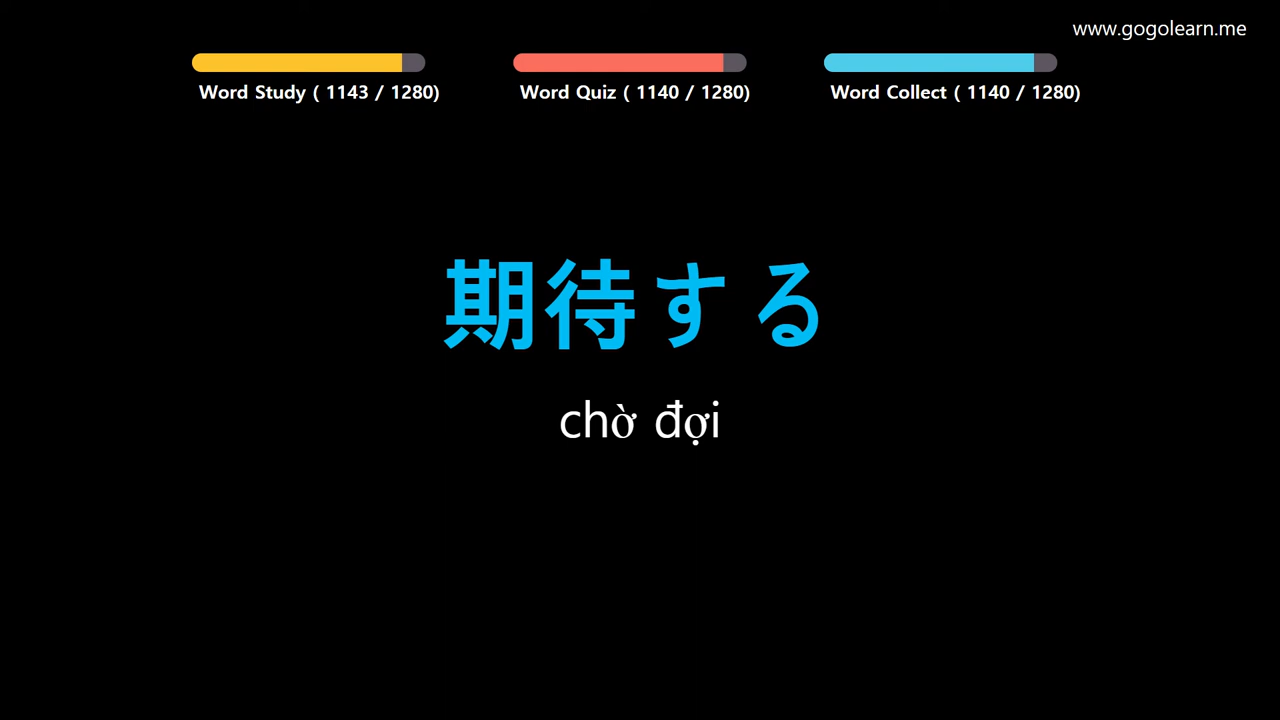 www.gogolearn.me
Word Study ( 1143 / 1280)
Word Quiz ( 1140 / 1280)
Word Collect ( 1140 / 1280)
期待する
chờ đợi